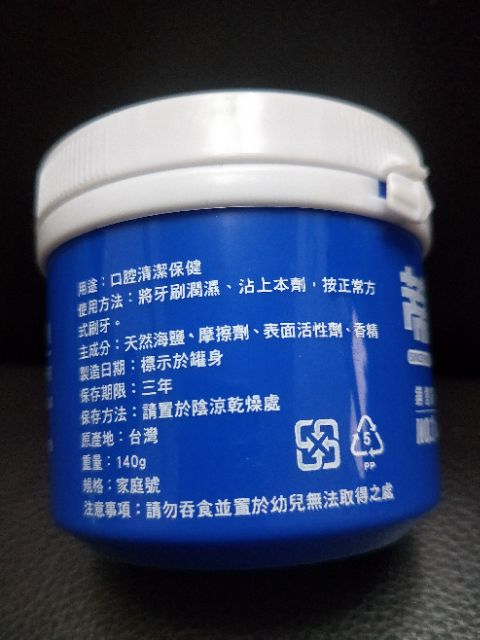 用途：口腔清潔保健
使用方法：將牙刷潤濕、沾上本劑，按正常方
式刷牙。
主成分：天然海鹽、摩擦劑、表面活性劑、香精
製造日期：標示於罐身
保存期限：三年
保存方法：請置於陰涼乾燥處
原產地：台灣
重量：140g
規格：家庭號
注意事項：請勿吞食並置於幼兒無法取得之處
5
PP